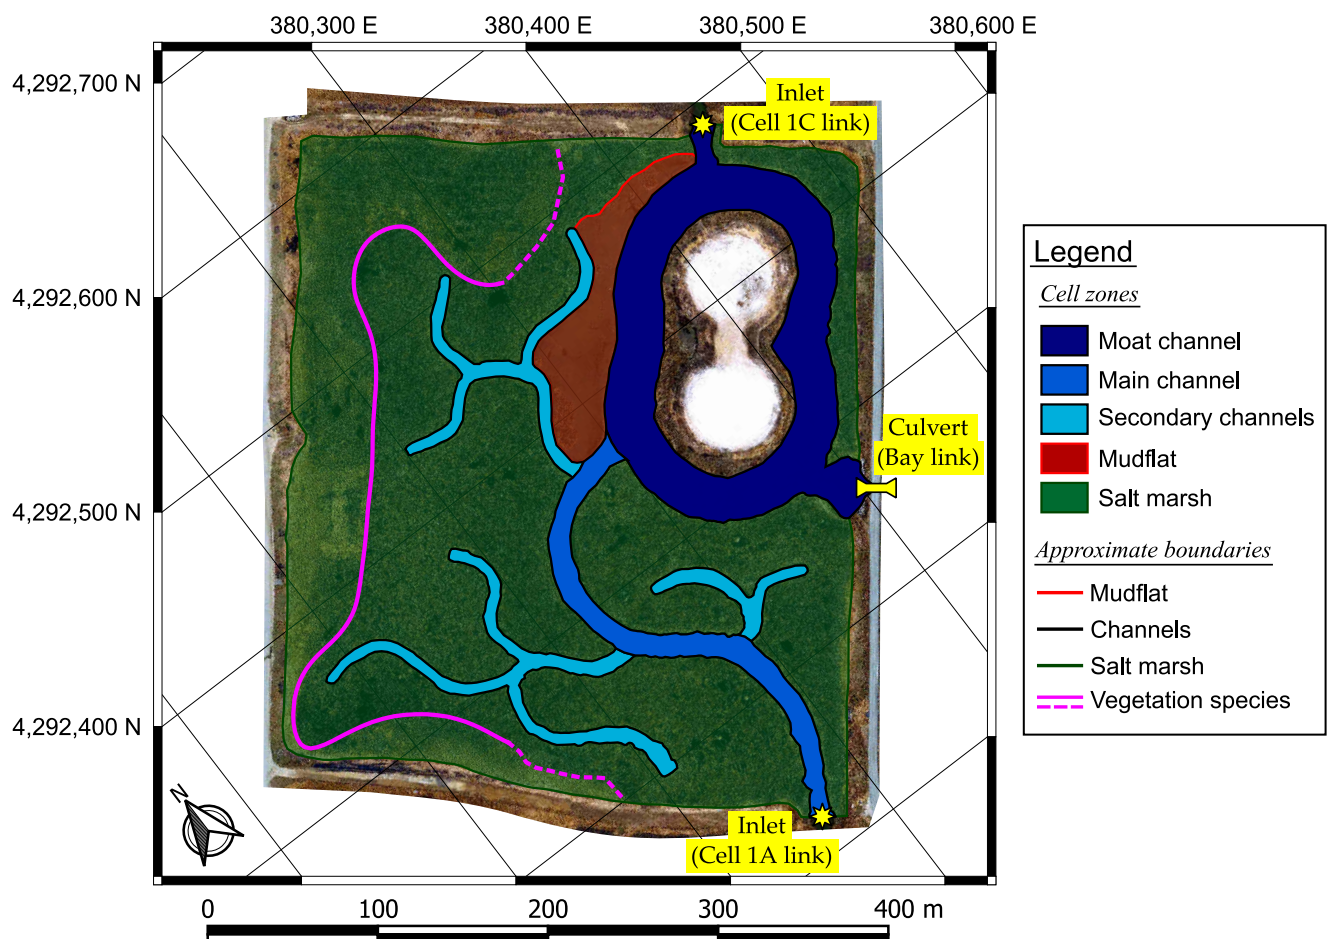 380,300 E
380,400 E
380,500 E
380,600 E
4,292,700 N
4,292,600 N
4,292,500 N
4,292,400 N
Inlet
(Cell 1C link)
Culvert
(Bay link)
Inlet
(Cell 1A link)
N
0
100
200
300
400 m
Legend
Cell zones
Moat channel
Main channel
Secondary channels
Mudflat
Salt marsh
Approximate boundaries
Mudflat
Channels
Salt marsh
Vegetation species